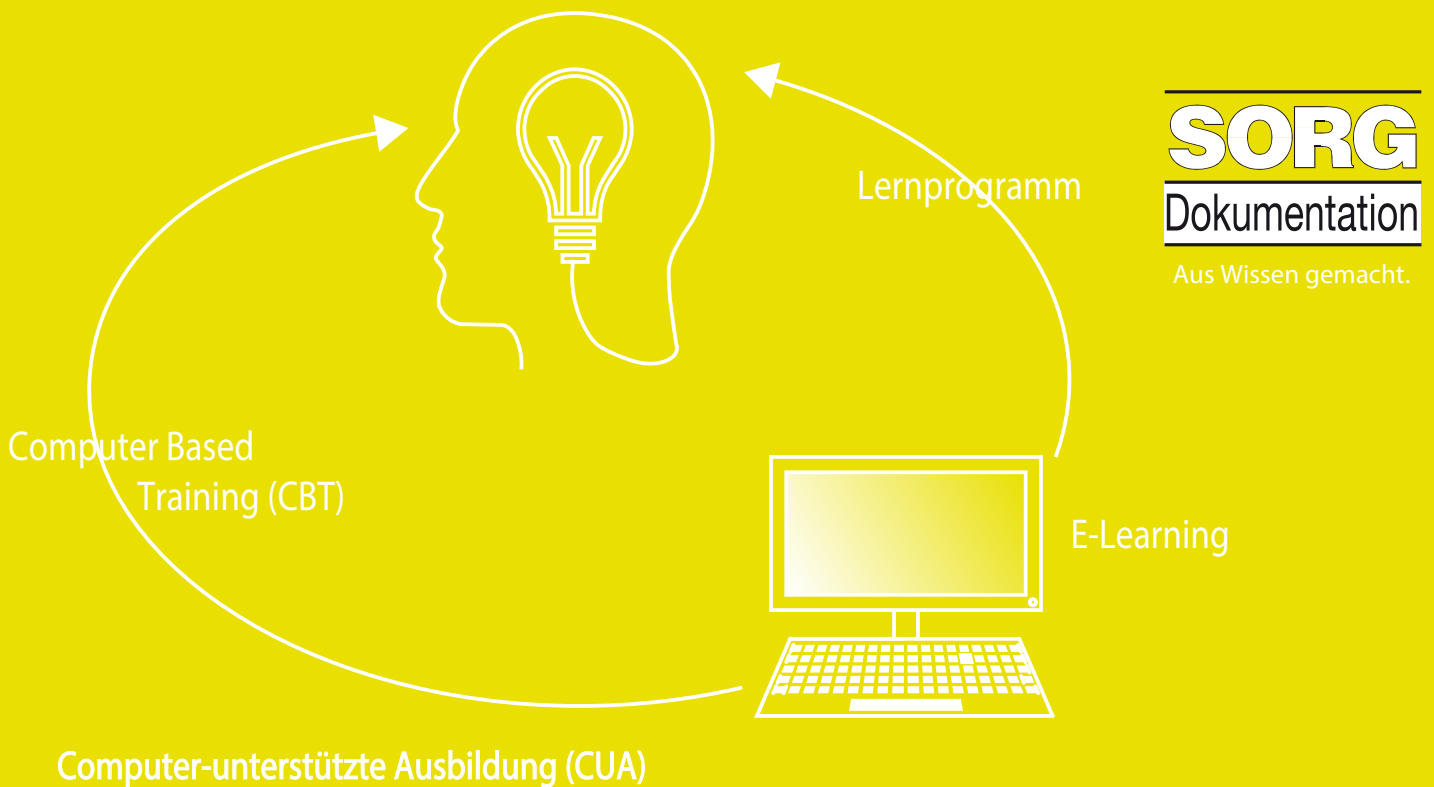 SORG
Dokumentation
Aus Wissen gemacht.
Lernprogramm
Computer Based
Training (CBT)
E-Learning
Computer-unterstützte Ausbildung (CUA)